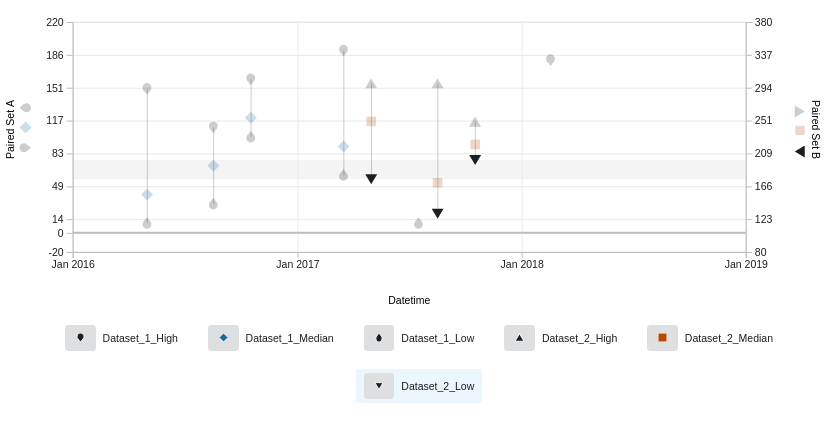 220 380
186 337
151 294
117 251
83 209
49 166
14 123
0
-20 80
Paired Set A
Paired Set B
Jan 2016 Jan 2017 Jan 2018 Jan 2019
Datetime
Dataset_1_High Dataset_1_Median Dataset_1_Low Dataset_2_High Dataset_2_Median
Dataset_2_Low